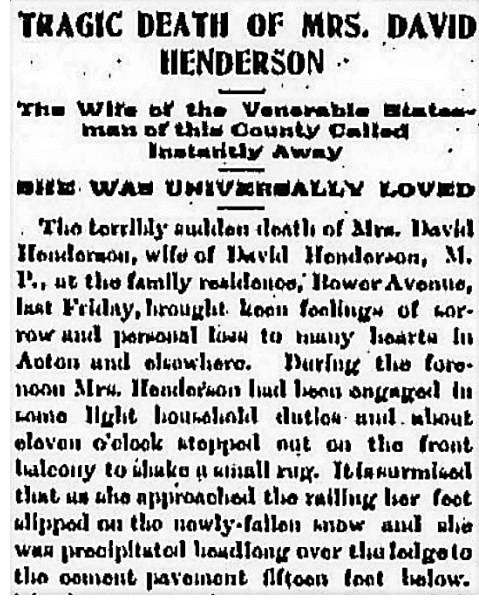 TRAGIC DEATH OF MRS. DAVID
HENDERSON
The Wife of the Venerable States-
man of this County Called
Instantly Away
SHE WAS UNIVERSALLY LOVED
The terribly sudden death of Mrs. David
Henderson, wife of David Henderson, M.
P., at the family residence, Bower Avenue,
last Friday, brought keen feelings of sor-
row and personal loss to many hearts in
Acton and elsewhere. During the fore-
noon Mrs. Henderson had been engaged in
some light household duties and about
eleven o'clock stepped out on the front
balcony to shake a small rug. It is surmised
that as she approached the railing her feet
slipped on the newly-fallen snow and she
was precipitated headlong over the ledge to
the cement pavement fifteen feet below.